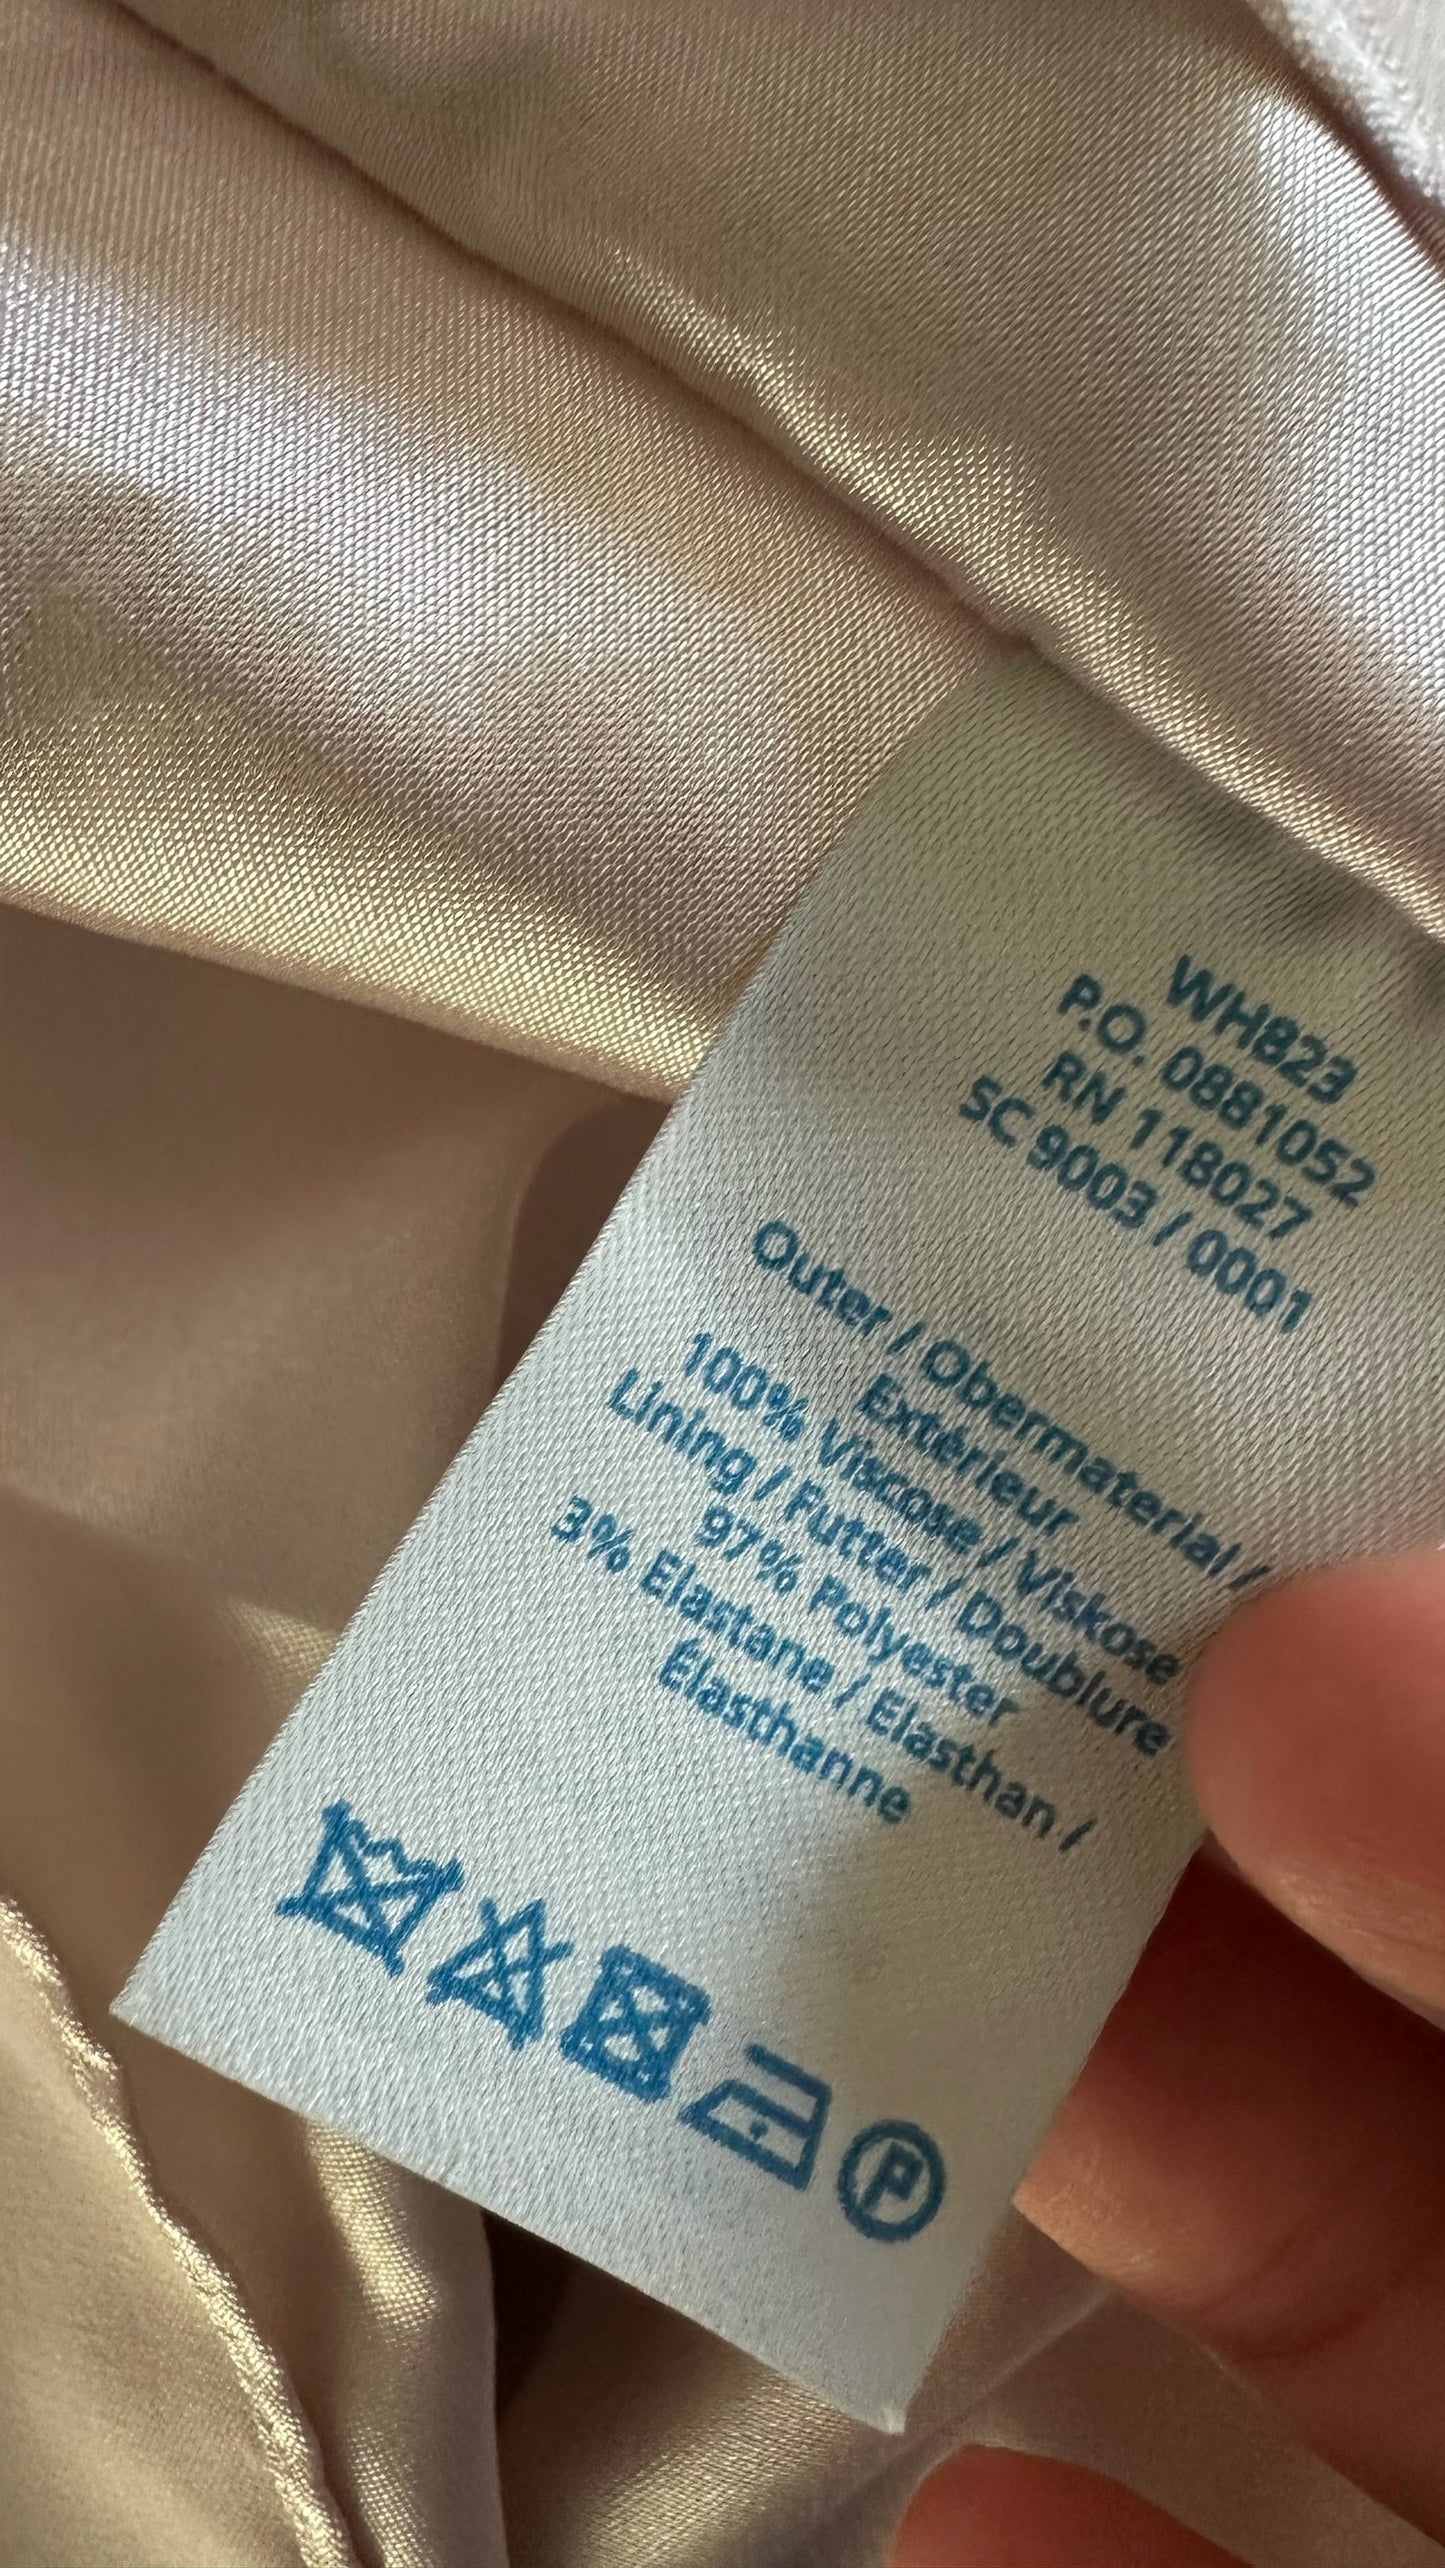 WH823
P.O. 0881052
RN 118027
SC 9003 / 0001
Outer / Obermaterial /
Extérieur
100% Viscose / Viskose
Lining / Futter / Doublure
97% Polyester
3% Elastane / Elasthan /
Élasthanne
P